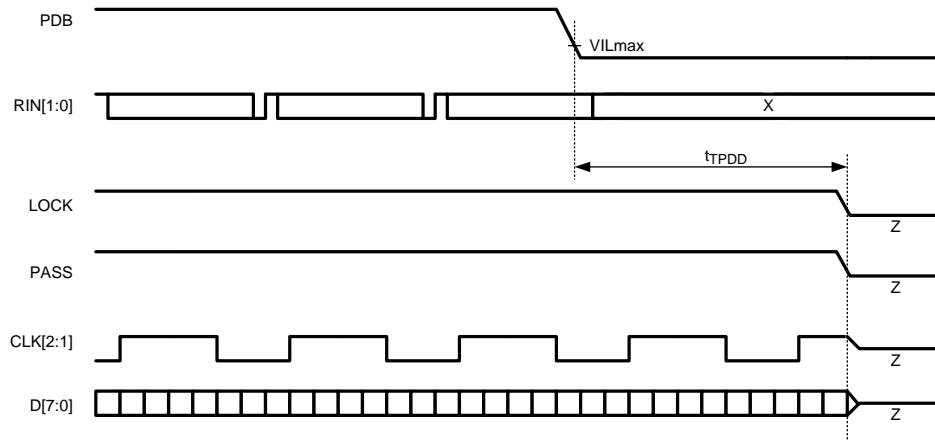 PDB
VILmax
RIN[1:0]
X
tTPDD
LOCK
Z
PASS
Z
CLK[2:1]
Z
D[7:0]
Z